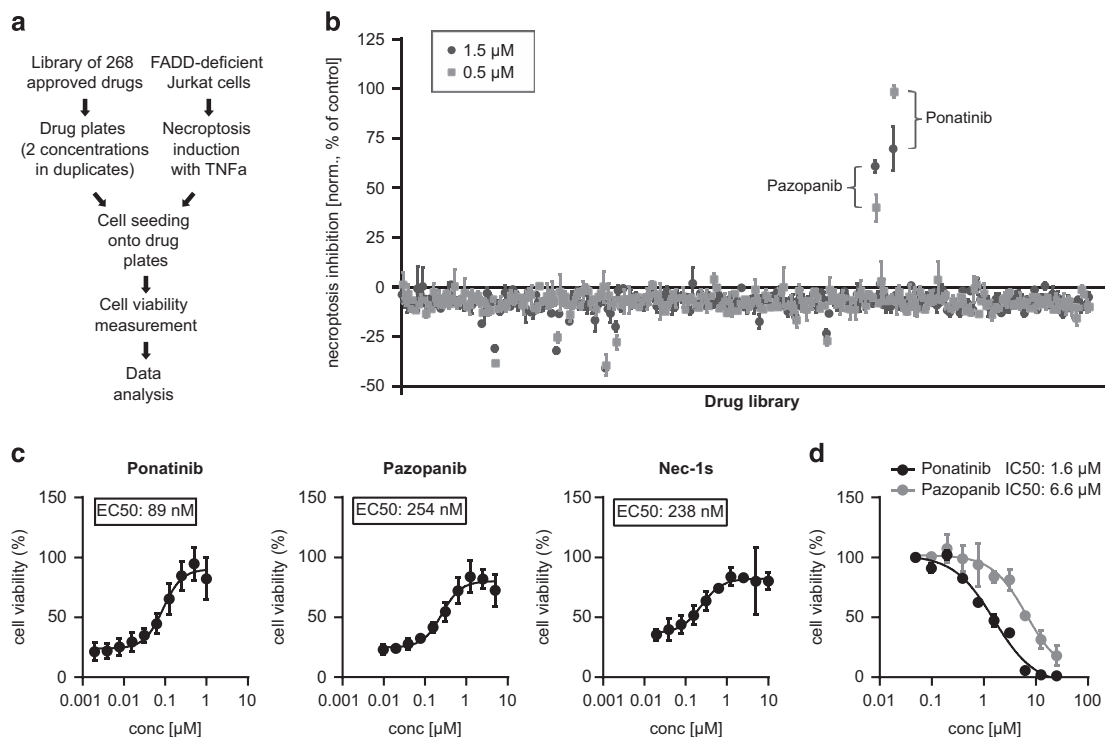 a
Library of 268
approved drugs
FADD-deficient
Jurkat cells
Drug plates
(2 concentrations
in duplicates)
Necroptosis
induction
with TNFa
Cell seeding
onto drug
plates
Cell viability
measurement
Data
analysis
b
necroptosis inhibition [norm., % of control]
125
100
75
50
25
0
-25
-50
1.5 µM
0.5 µM
Ponatinib
Pazopanib
Drug library
c
Ponatinib
EC50: 89 nM
cell viability (%)
150
100
50
0
0.001
0.01
0.1
1
10
conc [µM]
Pazopanib
EC50: 254 nM
cell viability (%)
150
100
50
0
0.001
0.01
0.1
1
10
conc [µM]
Nec-1s
EC50: 238 nM
cell viability (%)
150
100
50
0
0.001
0.01
0.1
1
10
conc [µM]
d
Ponatinib IC50: 1.6 µM
Pazopanib IC50: 6.6 µM
cell viability (%)
150
100
50
0
0.01
0.1
1
10
100
conc [µM]